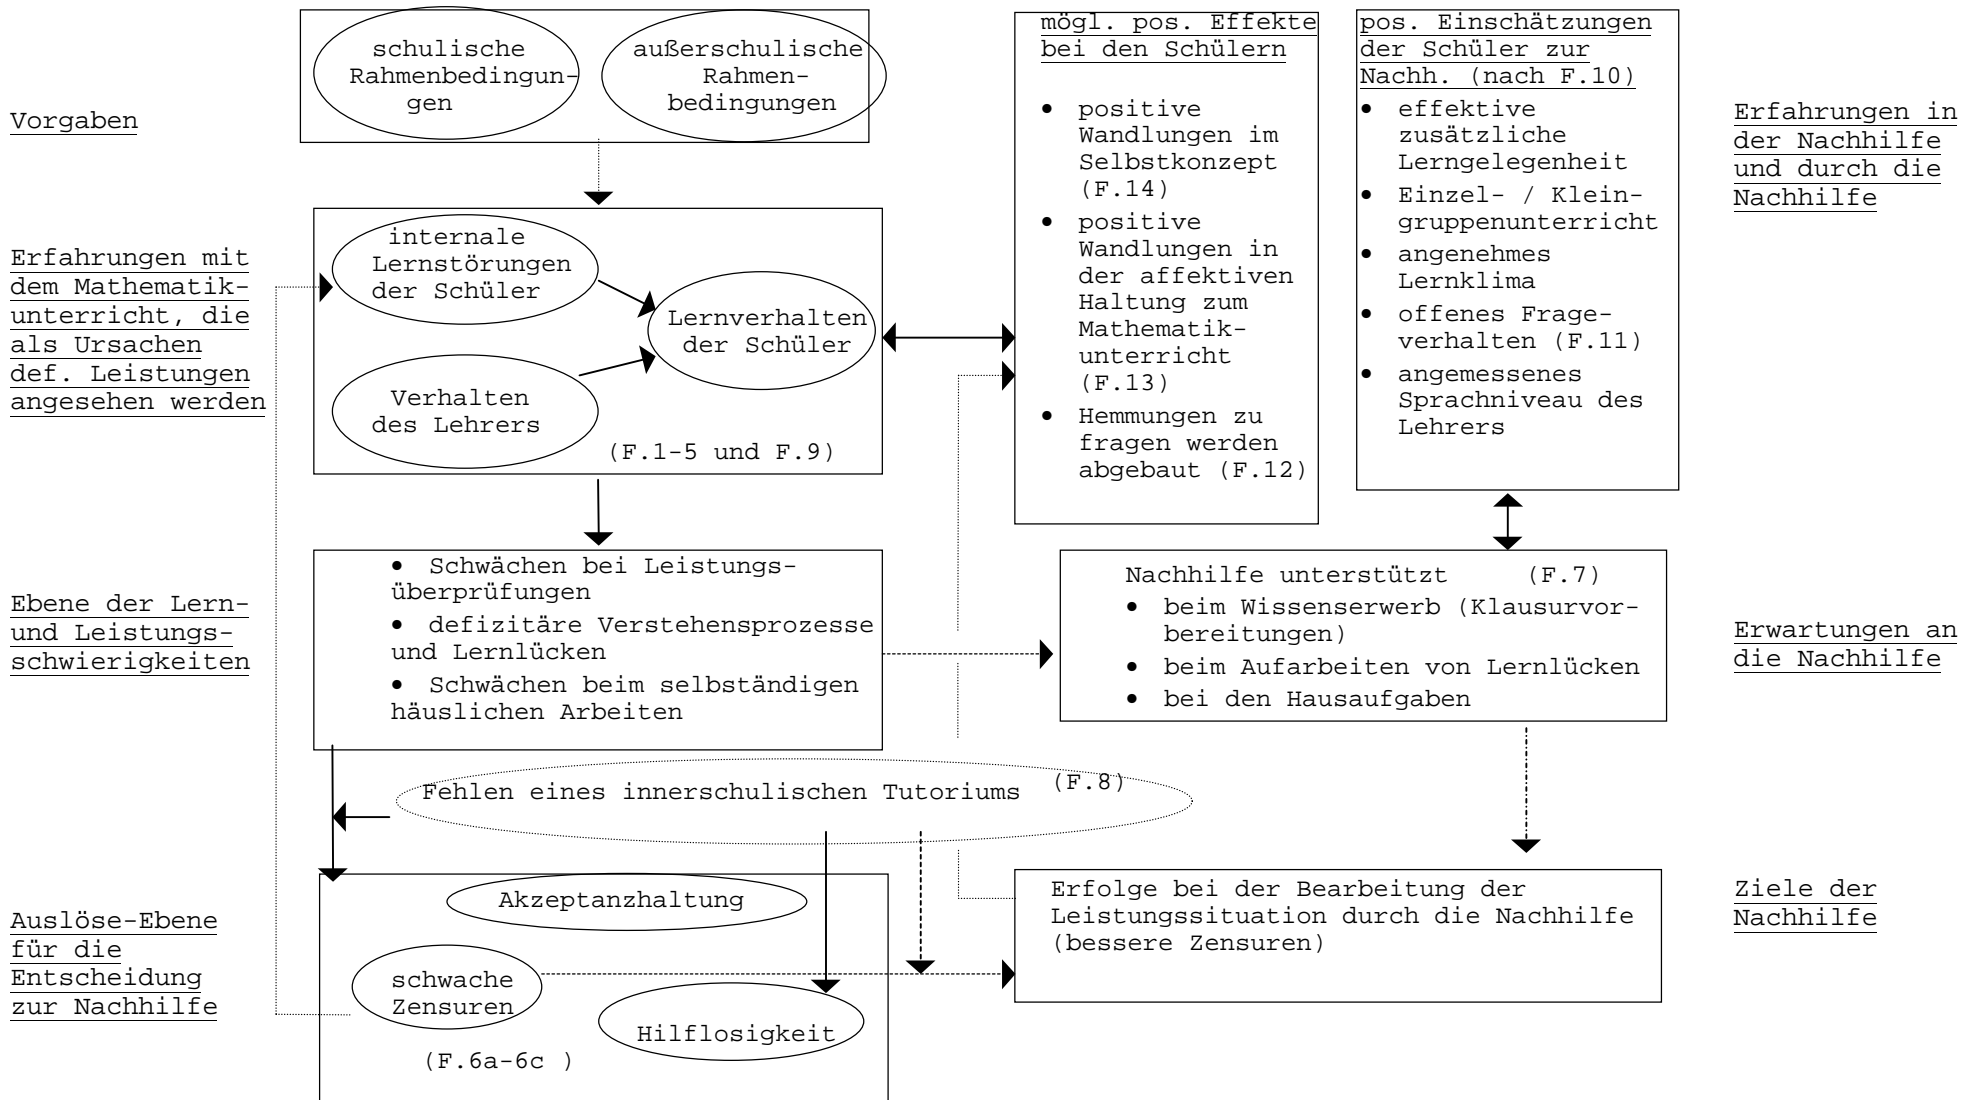 Vorgaben
schulische
Rahmenbedingun-
gen
außerschulische
Rahmen-
bedingungen
mögl. pos. Effekte
bei den Schülern
• positive
Wandlungen im
Selbstkonzept
(F.14)
• positive
Wandlungen in
der affektiven
Haltung zum
Mathematik-
unterricht
(F.13)
• Hemmungen zu
fragen werden
abgebaut (F.12)
pos. Einschätzungen
der Schüler zur
Nachh. (nach F.10)
• effektive
zusätzliche
Lerngelegenheit
• Einzel- / Klein-
gruppenunterricht
• angenehmes
Lernklima
• offenes Frage-
verhalten (F.11)
• angemessenes
Sprachniveau des
Lehrers
Erfahrungen in
der Nachhilfe
und durch die
Nachhilfe
Erfahrungen mit
dem Mathematik-
unterricht, die
als Ursachen
def. Leistungen
angesehen werden
internale
Lernstörungen
der Schüler
Lernverhalten
der Schüler
Verhalten
des Lehrers
(F.1-5 und F.9)
Ebene der Lern-
und Leistungs-
schwierigkeiten
• Schwächen bei Leistungs-
überprüfungen
• defizitäre Verstehensprozesse
und Lernlücken
• Schwächen beim selbständigen
häuslichen Arbeiten
Nachhilfe unterstützt (F.7)
• beim Wissenserwerb (Klausurvor-
bereitungen)
• beim Aufarbeiten von Lernlücken
• bei den Hausaufgaben
Erwartungen an
die Nachhilfe
Fehlen eines innerschulischen Tutoriums (F.8)
Auslöse-Ebene
für die
Entscheidung
zur Nachhilfe
Akzeptanzhaltung
schwache
Zensuren
Hilflosigkeit
(F.6a-6c )
Erfolge bei der Bearbeitung der
Leistungssituation durch die Nachhilfe
(bessere Zensuren)
Ziele der
Nachhilfe